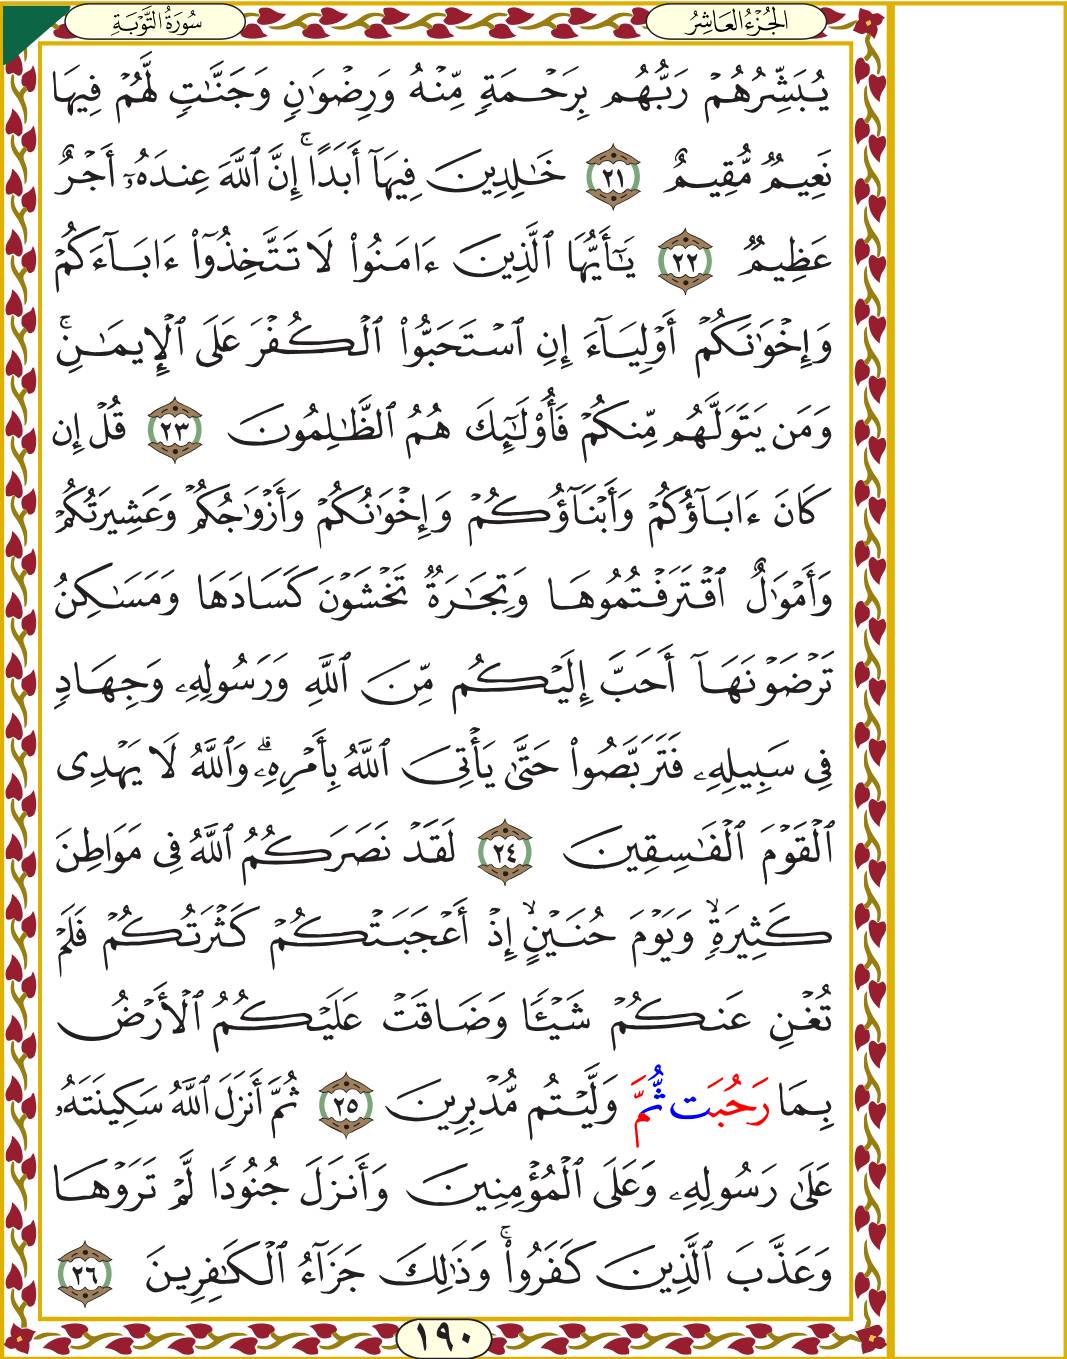 الجُزْءُ العَاشِرُ
سُورَةُ التَّوْبَةِ
يُبَشِّرُهُمْ رَبُّهُم بِرَحْمَةٍ مِّنْهُ وَرِضْوَٰنٍ وَجَنَّٰتٍ لَّهُمْ فِيهَا
نَعِيمٌ مُّقِيمٌ ٢١ خَٰلِدِينَ فِيهَآ أَبَدًا ۚ إِنَّ ٱللَّهَ عِندَهُۥٓ أَجْرٌ
عَظِيمٌ ٢٢ يَٰٓأَيُّهَا ٱلَّذِينَ ءَامَنُوا۟ لَا تَتَّخِذُوٓا۟ ءَابَآءَكُمْ
وَإِخْوَٰنَكُمْ أَوْلِيَآءَ إِنِ ٱسْتَحَبُّوا۟ ٱلْكُفْرَ عَلَى ٱلْإِيمَٰنِ ۚ
وَمَن يَتَوَلَّهُم مِّنكُمْ فَأُو۟لَٰٓئِكَ هُمُ ٱلظَّٰلِمُونَ ٢٣ قُلْ إِن
كَانَ ءَابَآؤُكُمْ وَأَبْنَآؤُكُمْ وَإِخْوَٰنُكُمْ وَأَزْوَٰجُكُمْ وَعَشِيرَتُكُمْ
وَأَمْوَٰلٌ ٱقْتَرَفْتُمُوهَا وَتِجَٰرَةٌ تَخْشَوْنَ كَسَادَهَا وَمَسَٰكِنُ
تَرْضَوْنَهَآ أَحَبَّ إِلَيْكُم مِّنَ ٱللَّهِ وَرَسُولِهِۦ وَجِهَادٍ
فِى سَبِيلِهِۦ فَتَرَبَّصُوا۟ حَتَّىٰ يَأْتِىَ ٱللَّهُ بِأَمْرِهِۦ ۗ وَٱللَّهُ لَا يَهْدِى
ٱلْقَوْمَ ٱلْفَٰسِقِينَ ٢٤ لَقَدْ نَصَرَكُمُ ٱللَّهُ فِى مَوَاطِنَ
كَثِيرَةٍ ۙ وَيَوْمَ حُنَيْنٍ ۙ إِذْ أَعْجَبَتْكُمْ كَثْرَتُكُمْ فَلَمْ
تُغْنِ عَنكُمْ شَيْـًٔا وَضَاقَتْ عَلَيْكُمُ ٱلْأَرْضُ
بِمَا رَحُبَت ثُّمَّ وَلَّيْتُم مُّدْبِرِينَ ٢٥ ثُمَّ أَنزَلَ ٱللَّهُ سَكِينَتَهُۥ
عَلَىٰ رَسُولِهِۦ وَعَلَى ٱلْمُؤْمِنِينَ وَأَنزَلَ جُنُودًا لَّمْ تَرَوْهَا
وَعَذَّبَ ٱلَّذِينَ كَفَرُوا۟ ۚ وَذَٰلِكَ جَزَآءُ ٱلْكَٰفِرِينَ ٢٦
١٩٠